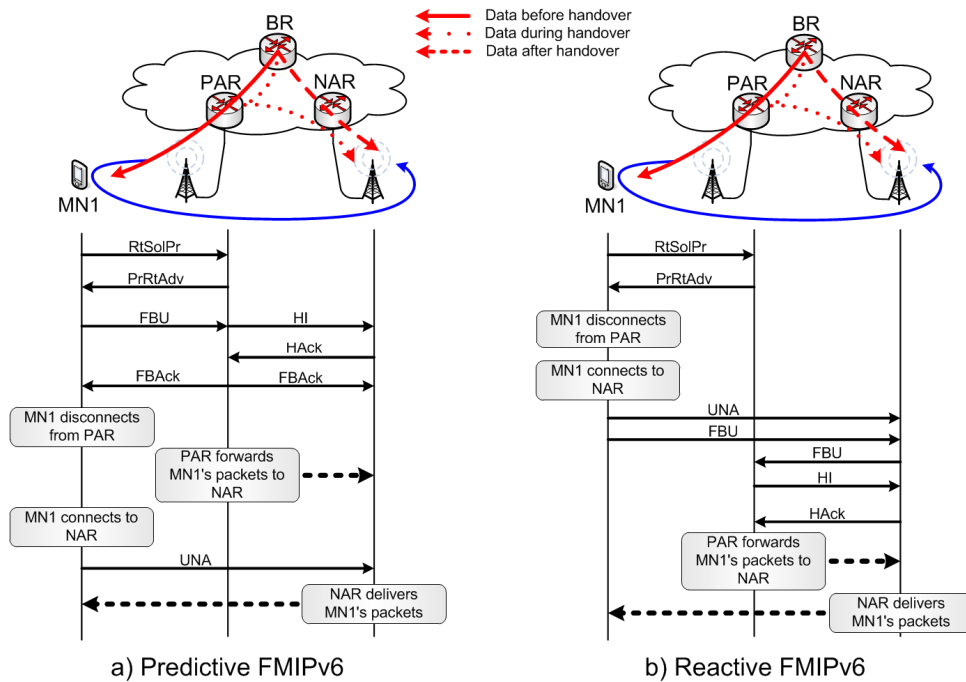 Data before handover
Data during handover
Data after handover
BR
PAR
NAR
MN1
RtSolPr
PrRtAdv
FBU
HI
HAck
FBAck
FBAck
MN1 disconnects
from PAR
PAR forwards
MN1's packets to
NAR
MN1 connects to
NAR
UNA
NAR delivers
MN1's packets
a) Predictive FMIPv6
BR
PAR
NAR
MN1
RtSolPr
PrRtAdv
MN1 disconnects
from PAR
MN1 connects to
NAR
UNA
FBU
FBU
HI
HAck
PAR forwards
MN1's packets to
NAR
NAR delivers
MN1's packets
b) Reactive FMIPv6